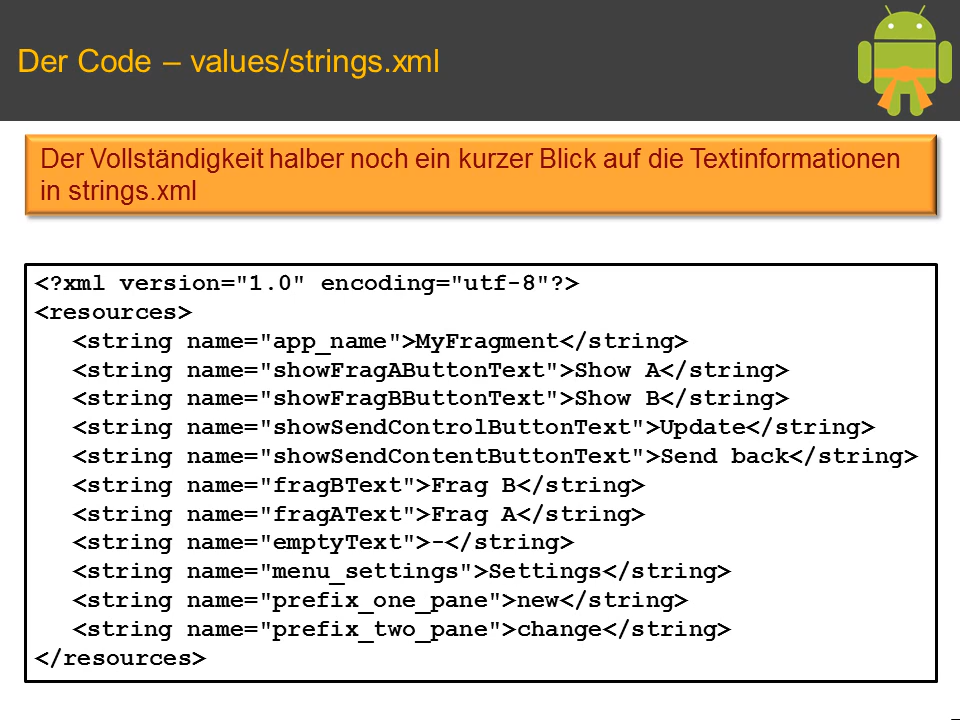 Der Code – values/strings.xml
Der Vollständigkeit halber noch ein kurzer Blick auf die Textinformationen
in strings.xml
<?xml version="1.0" encoding="utf-8"?>
<resources>
   <string name="app_name">MyFragment</string>
   <string name="showFragAButtonText">Show A</string>
   <string name="showFragBButtonText">Show B</string>
   <string name="showSendControlButtonText">Update</string>
   <string name="showSendContentButtonText">Send back</string>
   <string name="fragBText">Frag B</string>
   <string name="fragAText">Frag A</string>
   <string name="emptyText">-</string>
   <string name="menu_settings">Settings</string>
   <string name="prefix_one_pane">new</string>
   <string name="prefix_two_pane">change</string>
</resources>